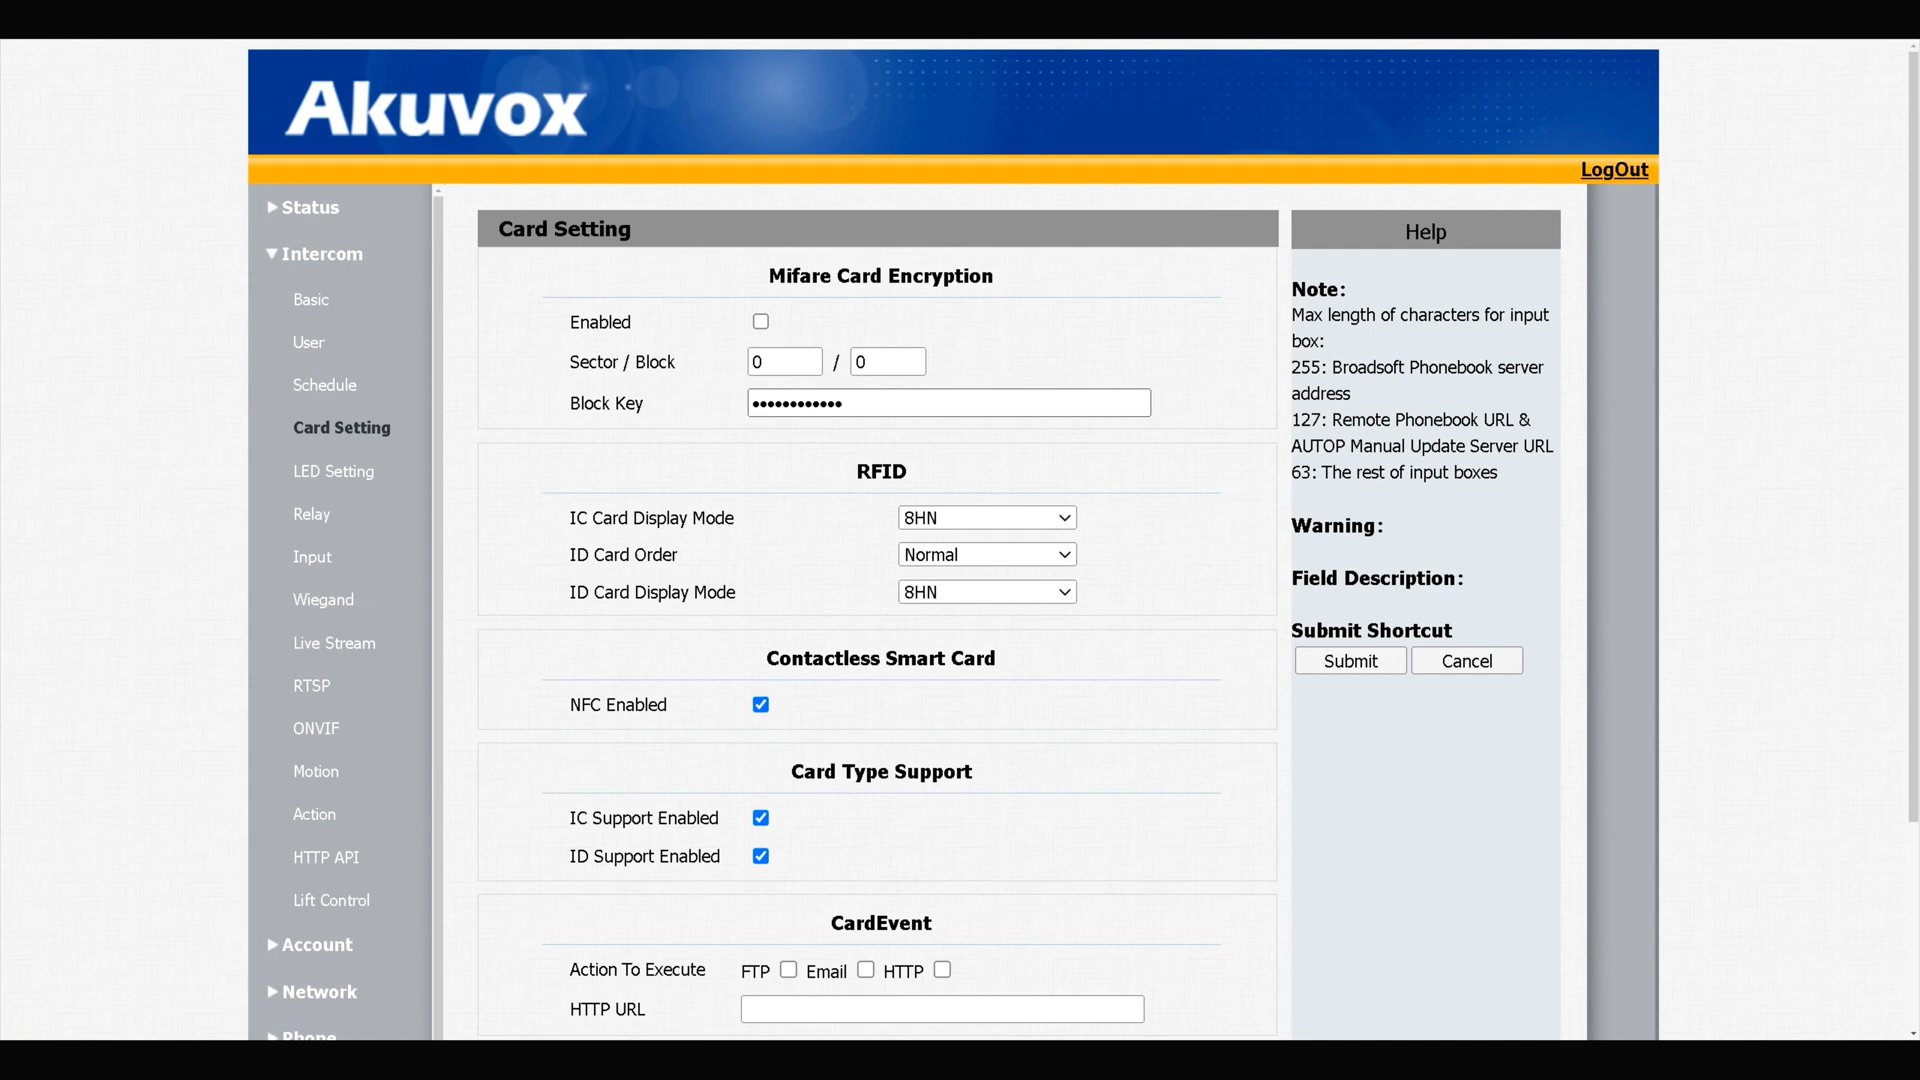 Akuvox
LogOut
Status
Intercom
Basic
User
Schedule
Card Setting
LED Setting
Relay
Input
Wiegand
Live Stream
RTSP
ONVIF
Motion
Action
HTTP API
Lift Control
Account
Network
Phone
Card Setting
Mifare Card Encryption
Enabled
Sector / Block 0 / 0
Block Key ••••••••••••
RFID
IC Card Display Mode 8HN
ID Card Order Normal
ID Card Display Mode 8HN
Contactless Smart Card
NFC Enabled
Card Type Support
IC Support Enabled
ID Support Enabled
CardEvent
Action To Execute FTP Email HTTP
HTTP URL
Help
Note:
Max length of characters for input
box:
255: Broadsoft Phonebook server
address
127: Remote Phonebook URL &
AUTOP Manual Update Server URL
63: The rest of input boxes
Warning:
Field Description:
Submit Shortcut
Submit Cancel